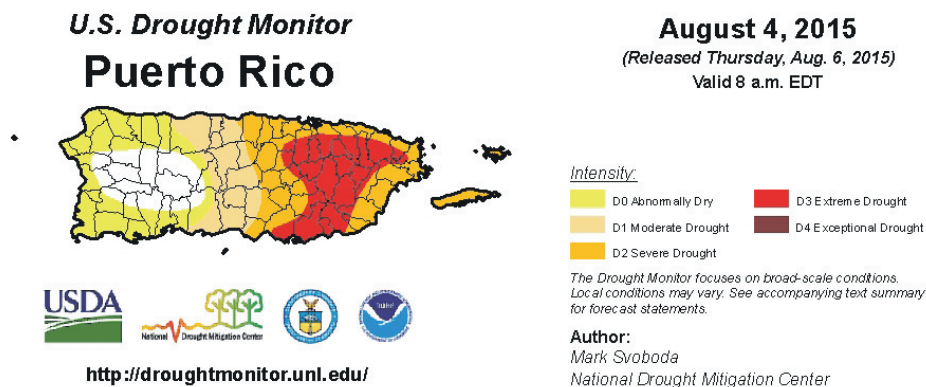 U.S. Drought Monitor
Puerto Rico
August 4, 2015
(Released Thursday, Aug. 6, 2015)
Valid 8 a.m. EDT
Intensity:
D0 Abnormally Dry
D1 Moderate Drought
D2 Severe Drought
D3 Extreme Drought
D4 Exceptional Drought
The Drought Monitor focuses on broad-scale conditions.
Local conditions may vary. See accompanying text summary
for forecast statements.
Author:
Mark Svoboda
National Drought Mitigation Center
USDA
National Drought Mitigation Center
http://droughtmonitor.unl.edu/